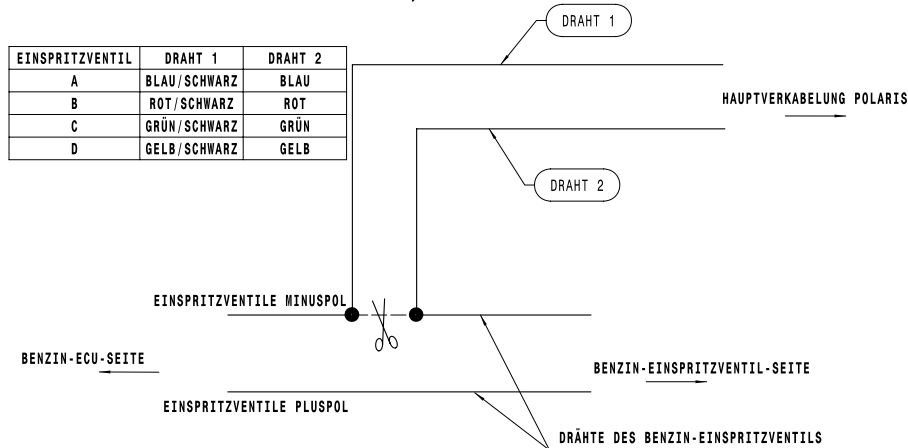 DRAHT 1
EINSPRITZVENTIL DRAHT 1 DRAHT 2
A BLAU/SCHWARZ BLAU
B ROT/SCHWARZ ROT
C GRÜN/SCHWARZ GRÜN
D GELB/SCHWARZ GELB
HAUPTVERKABELUNG POLARIS
DRAHT 2
EINSPRITZVENTILE MINUSPOL
BENZIN-ECU-SEITE
BENZIN-EINSPRITZVENTIL-SEITE
EINSPRITZVENTILE PLUSPOL
DRÄHTE DES BENZIN-EINSPRITZVENTILS